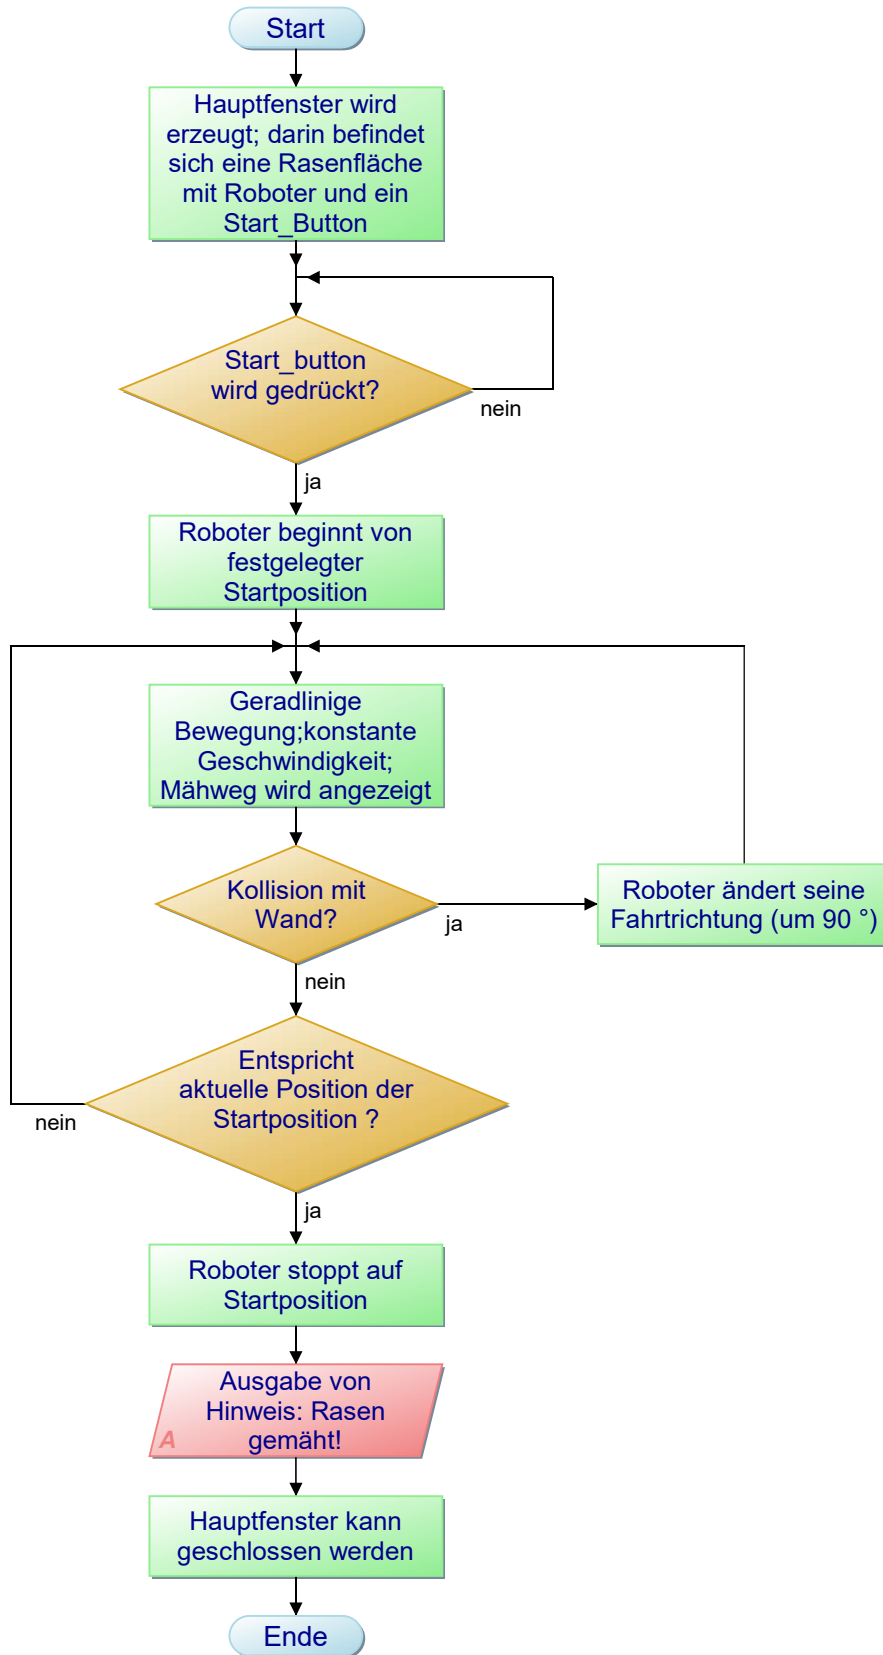 Start
Hauptfenster wird
erzeugt; darin befindet
sich eine Rasenfläche
mit Roboter und ein
Start_Button
Start_button
wird gedrückt?
nein
ja
Roboter beginnt von
festgelegter
Startposition
Geradlinige
Bewegung;konstante
Geschwindigkeit;
Mähweg wird angezeigt
Kollision mit
Wand?
ja
Roboter ändert seine
Fahrtrichtung (um 90 °)
nein
Entspricht
aktuelle Position der
Startposition ?
nein
ja
Roboter stoppt auf
Startposition
Ausgabe von
Hinweis: Rasen
gemäht!
A
Hauptfenster kann
geschlossen werden
Ende